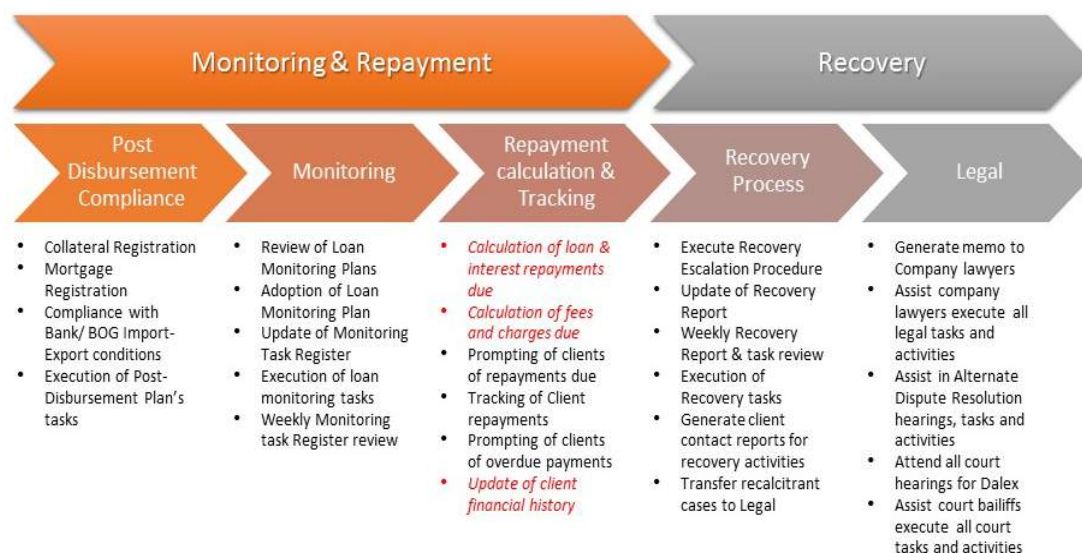 Monitoring & Repayment
Recovery
Post
Disbursement
Compliance
Monitoring
Repayment
calculation &
Tracking
Recovery
Process
Legal
• Collateral Registration
• Mortgage
Registration
• Compliance with
Bank/ BOG Import-
Export conditions
• Execution of Post-
Disbursement Plan's
tasks
• Review of Loan
Monitoring Plans
• Adoption of Loan
Monitoring Plan
• Update of Monitoring
Task Register
• Execution of loan
monitoring tasks
• Weekly Monitoring
task Register review
• Calculation of loan &
interest repayments
due
• Calculation of fees
and charges due
• Prompting of clients
of repayments due
• Tracking of Client
repayments
• Prompting of clients
of overdue payments
• Update of client
financial history
• Execute Recovery
Escalation Procedure
• Update of Recovery
Report
• Weekly Recovery
Report & task review
• Execution of
Recovery tasks
• Generate client
contact reports for
recovery activities
• Transfer recalcitrant
cases to Legal
• Generate memo to
Company lawyers
• Assist company
lawyers execute all
legal tasks and
activities
• Assist in Alternate
Dispute Resolution
hearings, tasks and
activities
• Attend all court
hearings for Dalex
• Assist court bailiffs
execute all court
tasks and activities